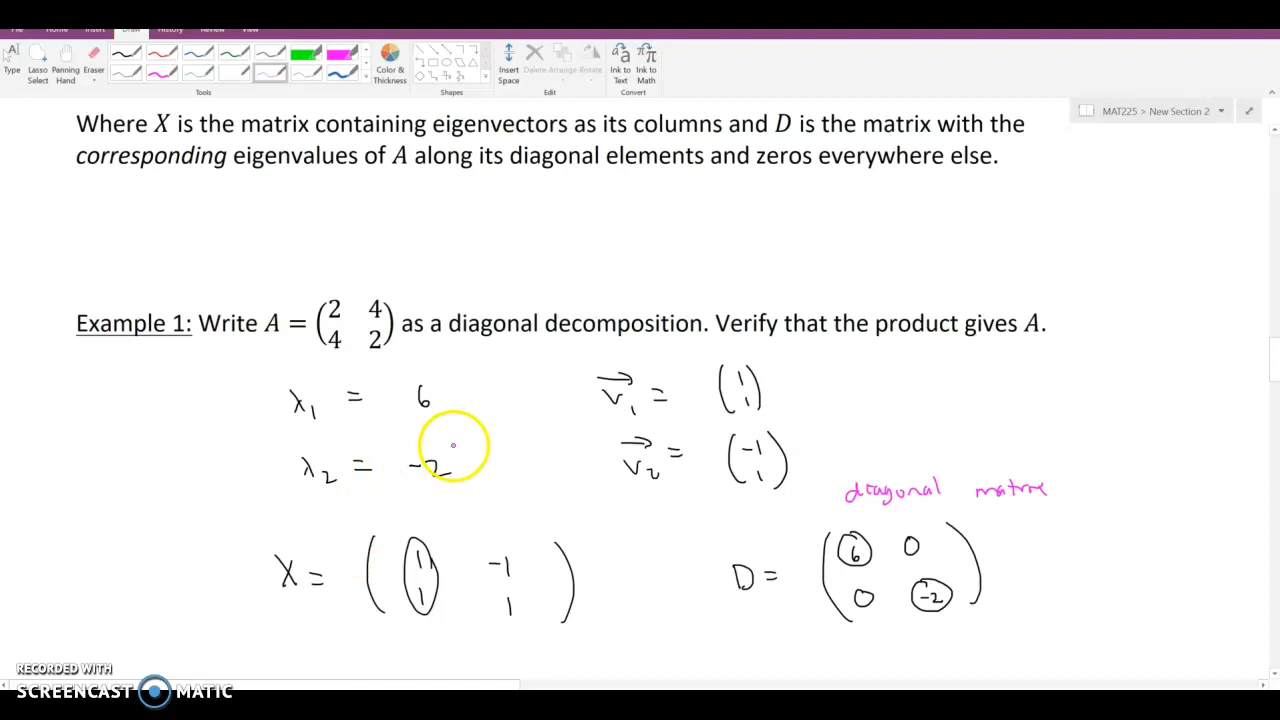 File Home Insert Draw History Review View
Type Lasso Select Panning Hand Eraser Color & Thickness Insert Space Delete Arrange Rotate Ink to Text Ink to Math
Tools Shapes Edit Convert
MAT225 > New Section 2
Where X is the matrix containing eigenvectors as its columns and D is the matrix with the
corresponding eigenvalues of A along its diagonal elements and zeros everywhere else.
Example 1: Write A = (2 4
4 2) as a diagonal decomposition. Verify that the product gives A.
λ₁ = 6 v₁ = (1
1)
λ₂ = -2 v₂ = (-1
1)
diagonal matrix
X = (1 -1
1 1) D = (6 0
0 -2)
RECORDED WITH
SCREENCAST MATIC